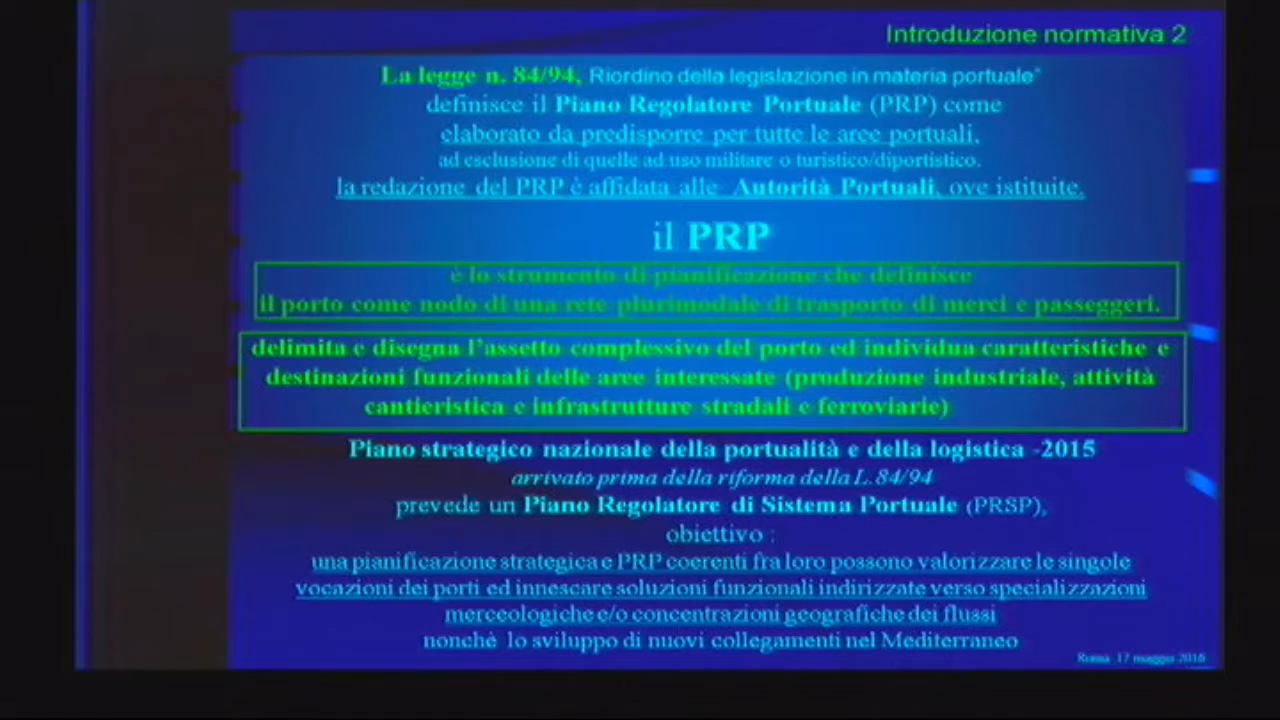 Introduzione normativa 2
La legge n. 84/94, Riordino della legislazione in materia portuale"
definisce il Piano Regolatore Portuale (PRP) come
elaborato da predisporre per tutte le aree portuali,
ad esclusione di quelle ad uso militare o turistico/diportistico.
la redazione del PRP è affidata alle Autorità Portuali, ove istituite.
il PRP
è lo strumento di pianificazione che definisce
il porto come nodo di una rete plurimodale di trasporto di merci e passeggeri.
delimita e disegna l'assetto complessivo del porto ed individua caratteristiche e
destinazioni funzionali delle aree interessate (produzione industriale, attività
cantieristica e infrastrutture stradali e ferroviarie)
Piano strategico nazionale della portualità e della logistica -2015
arrivato prima della riforma della L.84/94
prevede un Piano Regolatore di Sistema Portuale (PRSP),
obiettivo :
una pianificazione strategica e PRP coerenti fra loro possono valorizzare le singole
vocazioni dei porti ed innescare soluzioni funzionali indirizzate verso specializzazioni
merceologiche e/o concentrazioni geografiche dei flussi
nonchè lo sviluppo di nuovi collegamenti nel Mediterraneo
Roma 17 maggio 2016